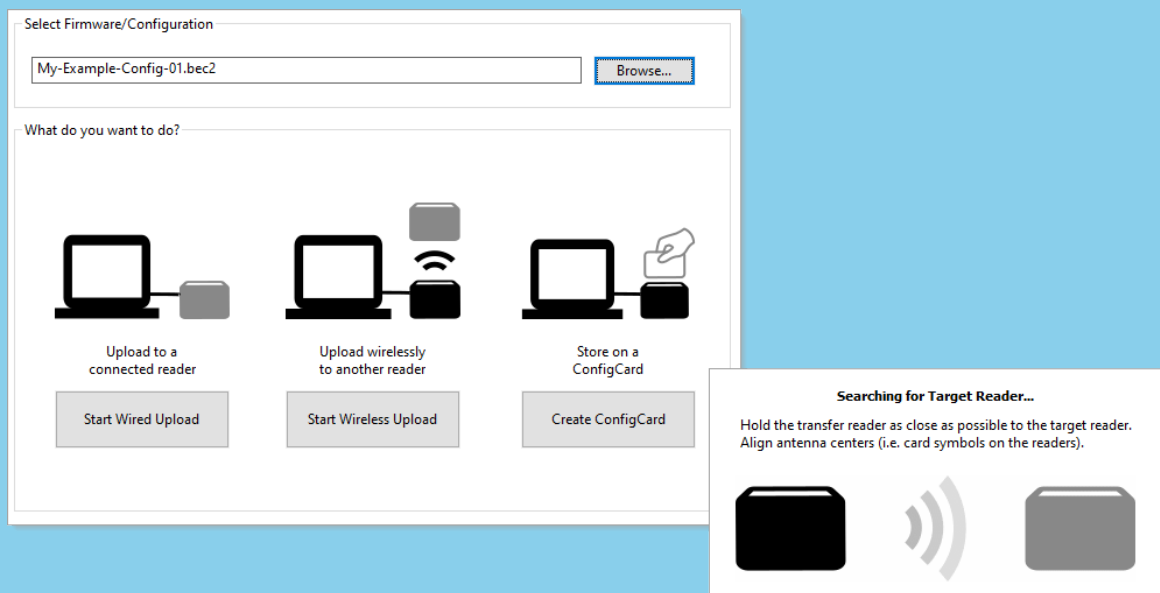 Select Firmware/Configuration
My-Example-Config-01.bec2
Browse...
What do you want to do?
Upload to a
connected reader
Upload wirelessly
to another reader
Store on a
ConfigCard
Start Wired Upload
Start Wireless Upload
Create ConfigCard
Searching for Target Reader...
Hold the transfer reader as close as possible to the target reader.
Align antenna centers (i.e. card symbols on the readers).